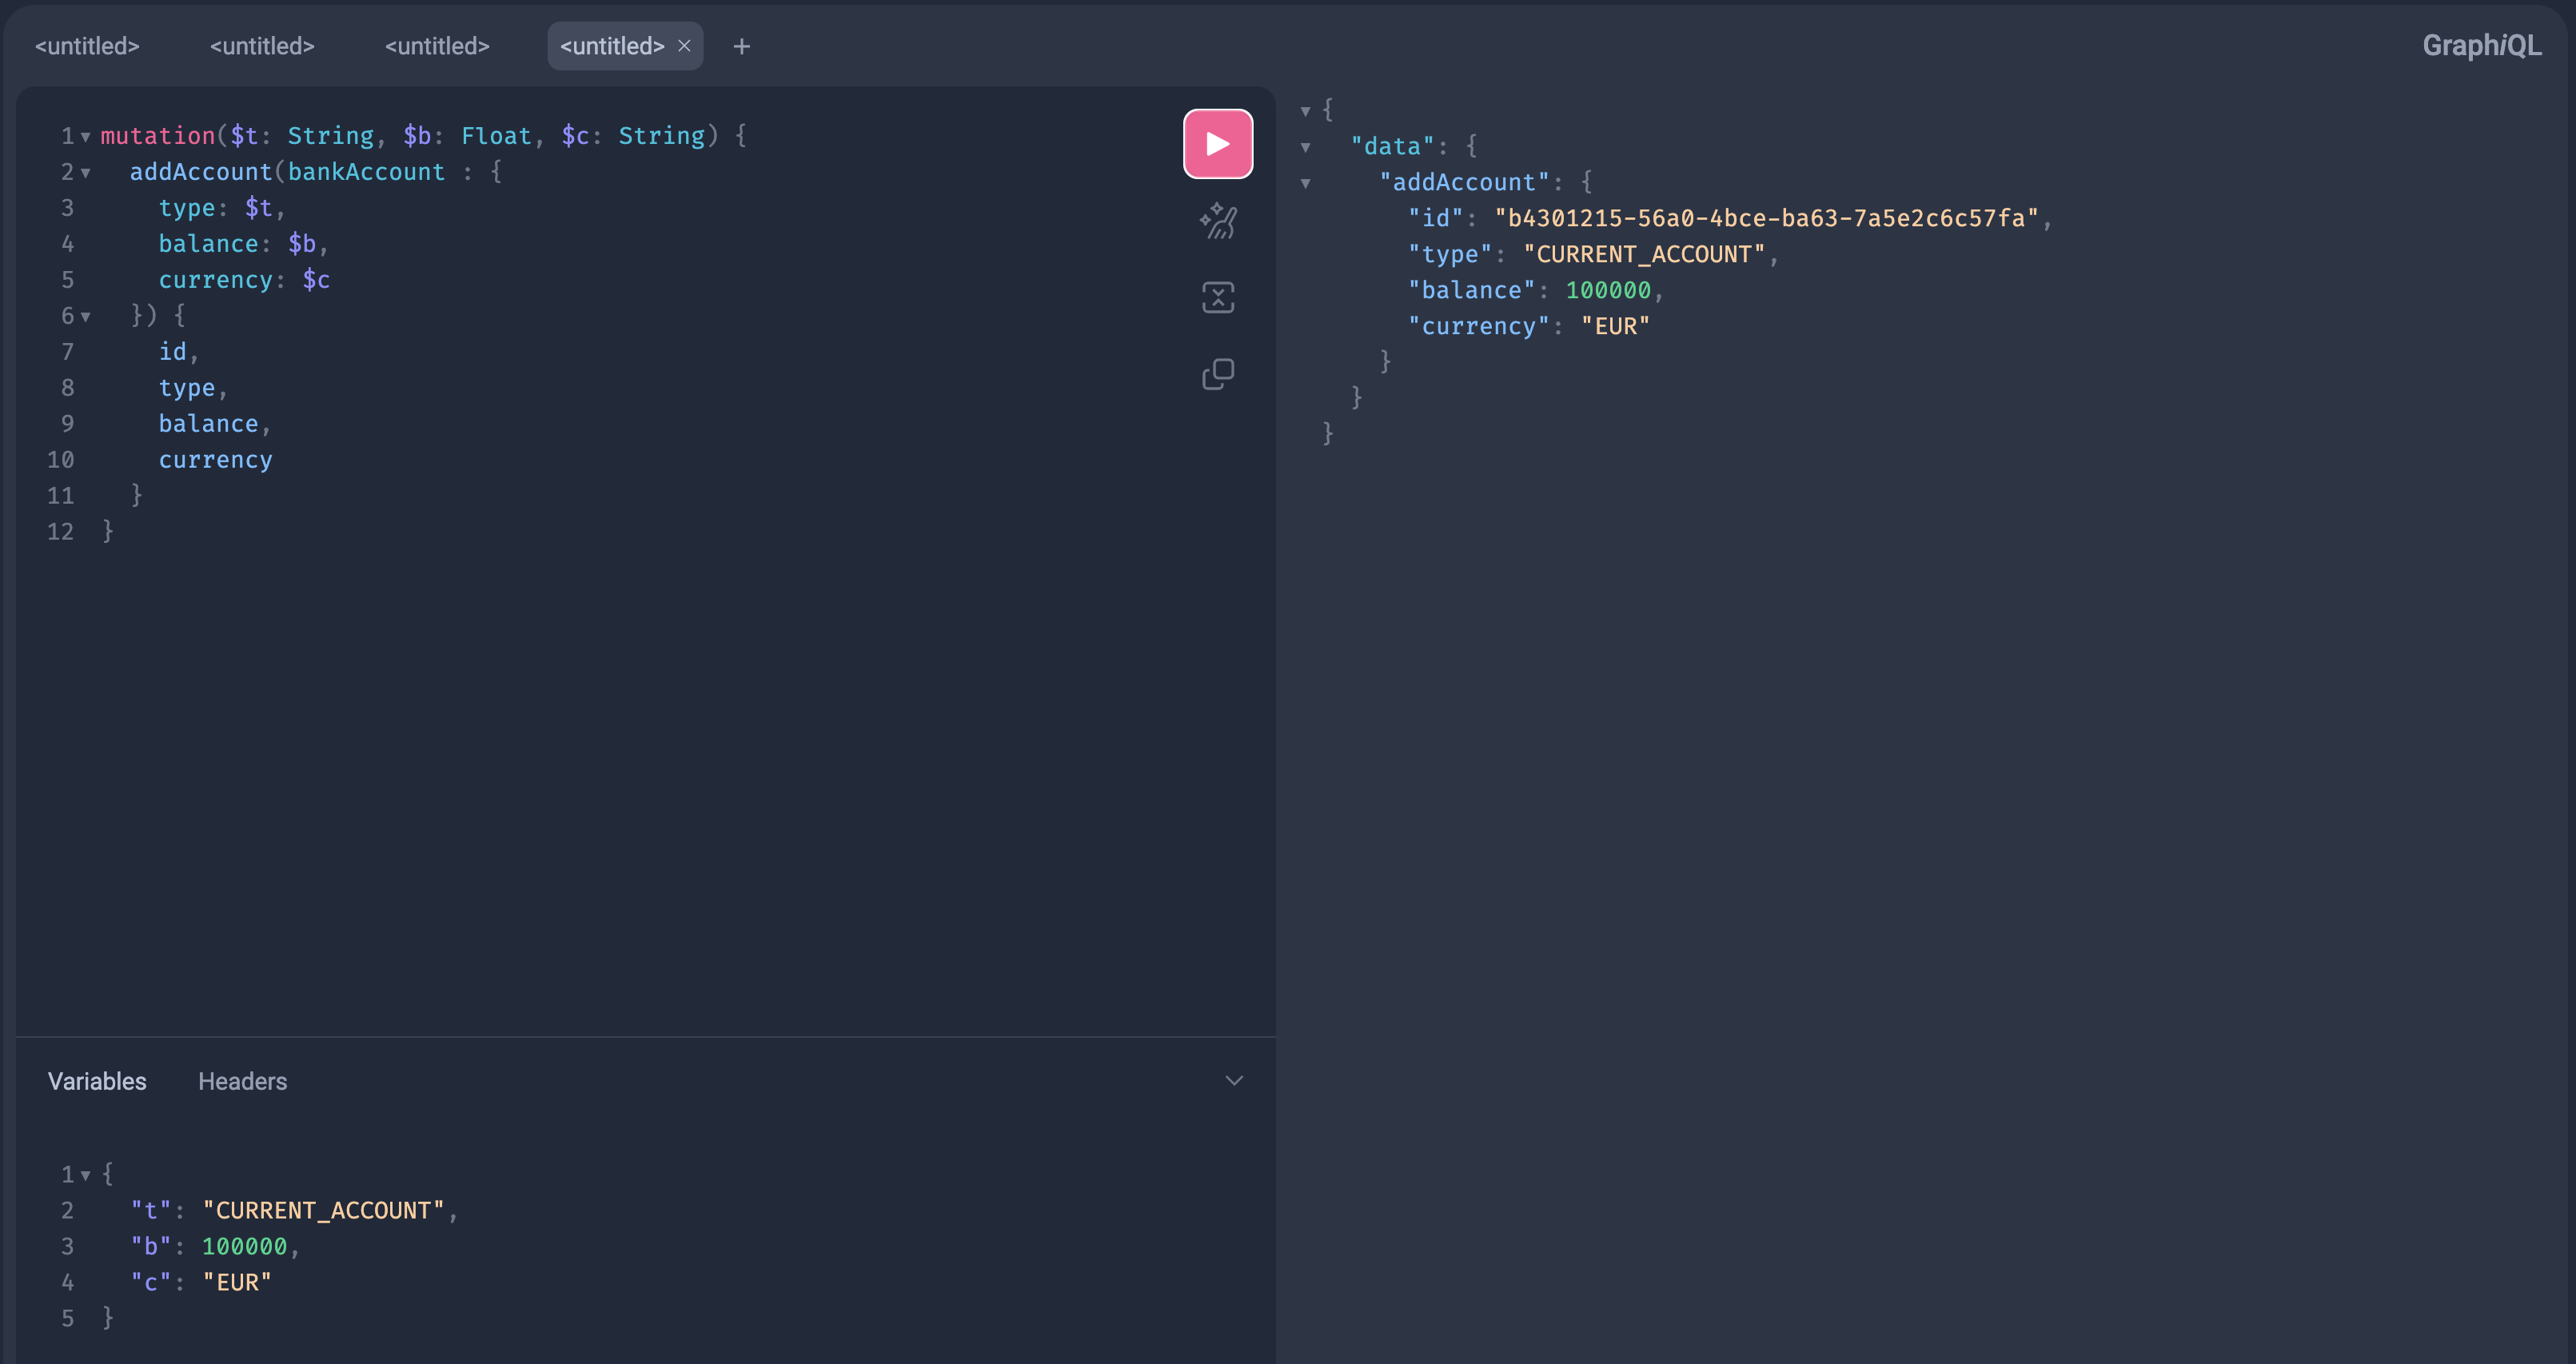 <untitled> <untitled> <untitled> <untitled> × +
GraphiQL
1 mutation($t: String, $b: Float, $c: String) {
2   addAccount(bankAccount : {
3     type: $t,
4     balance: $b,
5     currency: $c
6   }) {
7     id,
8     type,
9     balance,
10     currency
11   }
12 }
Variables Headers
1 {
2   "t": "CURRENT_ACCOUNT",
3   "b": 100000,
4   "c": "EUR"
5 }
{
  "data": {
    "addAccount": {
      "id": "b4301215-56a0-4bce-ba63-7a5e2c6c57fa",
      "type": "CURRENT_ACCOUNT",
      "balance": 100000,
      "currency": "EUR"
    }
  }
}